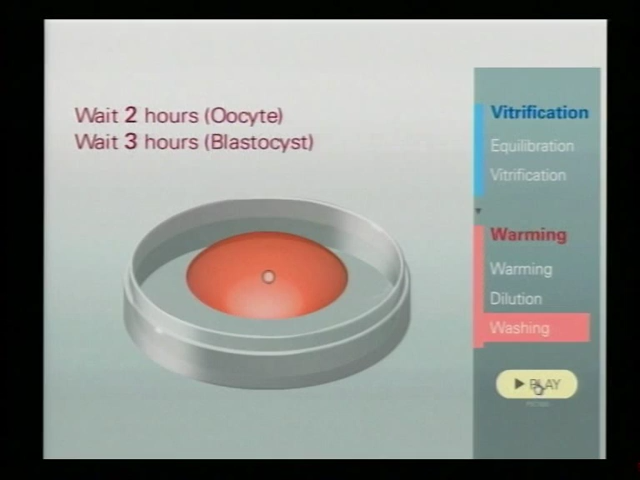 Wait 2 hours (Oocyte)
Wait 3 hours (Blastocyst)
Vitrification
Equilibration
Vitrification
Warming
Warming
Dilution
Washing
PLAY